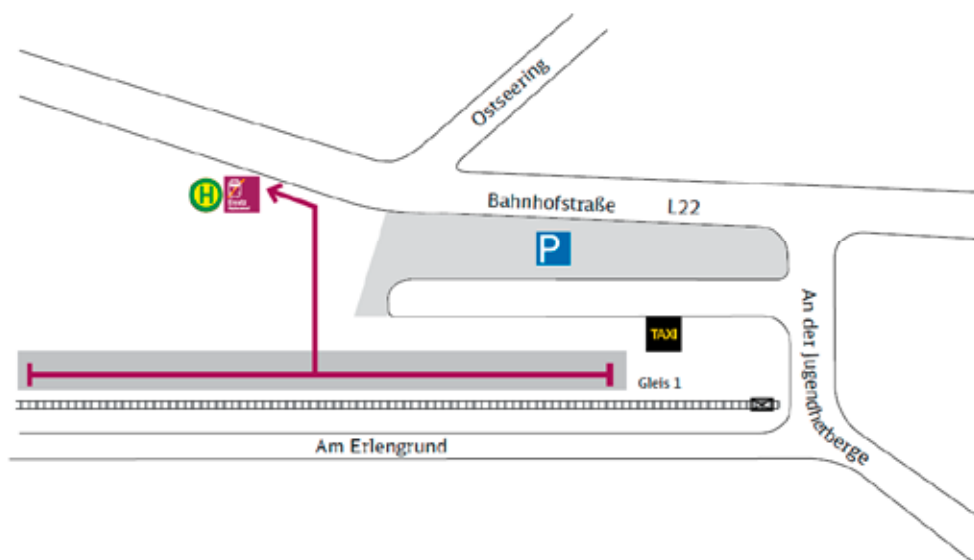 Ostseering
H
Bahnhofstraße L22
P
An der Jugendherberge
TAXI
Gleis 1
Am Erlengrund